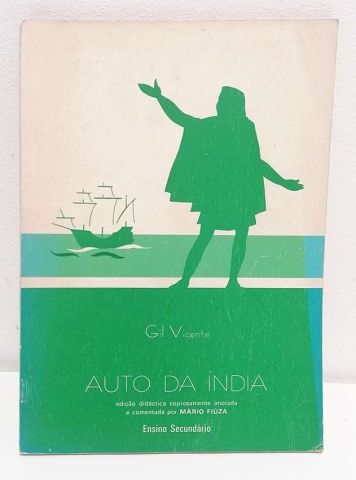 Gil Vicente
AUTO DA ÍNDIA
edição didáctica copiosamente anotada
e comentada por MÁRIO FIÚZA
Ensino Secundário